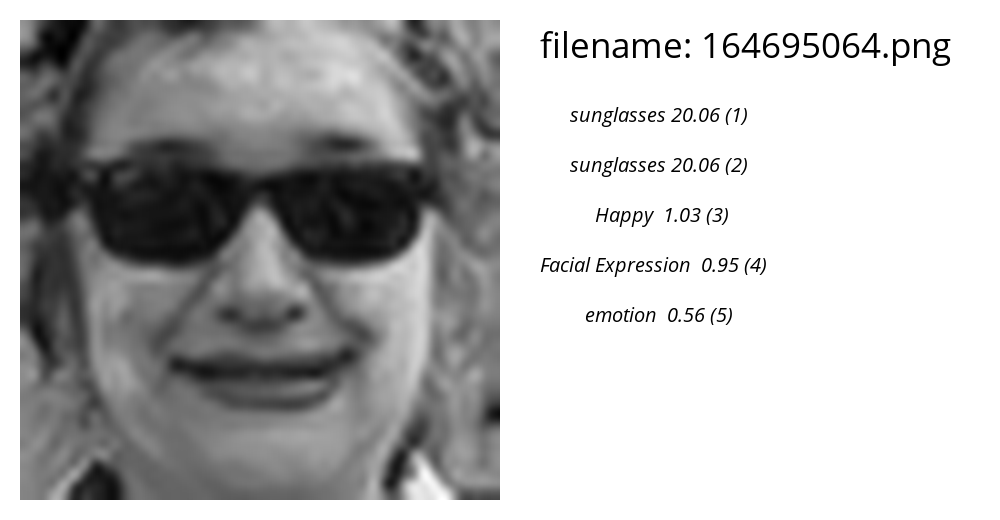 filename: 164695064.png
sunglasses 20.06 (1)
sunglasses 20.06 (2)
Happy 1.03 (3)
Facial Expression 0.95 (4)
emotion 0.56 (5)